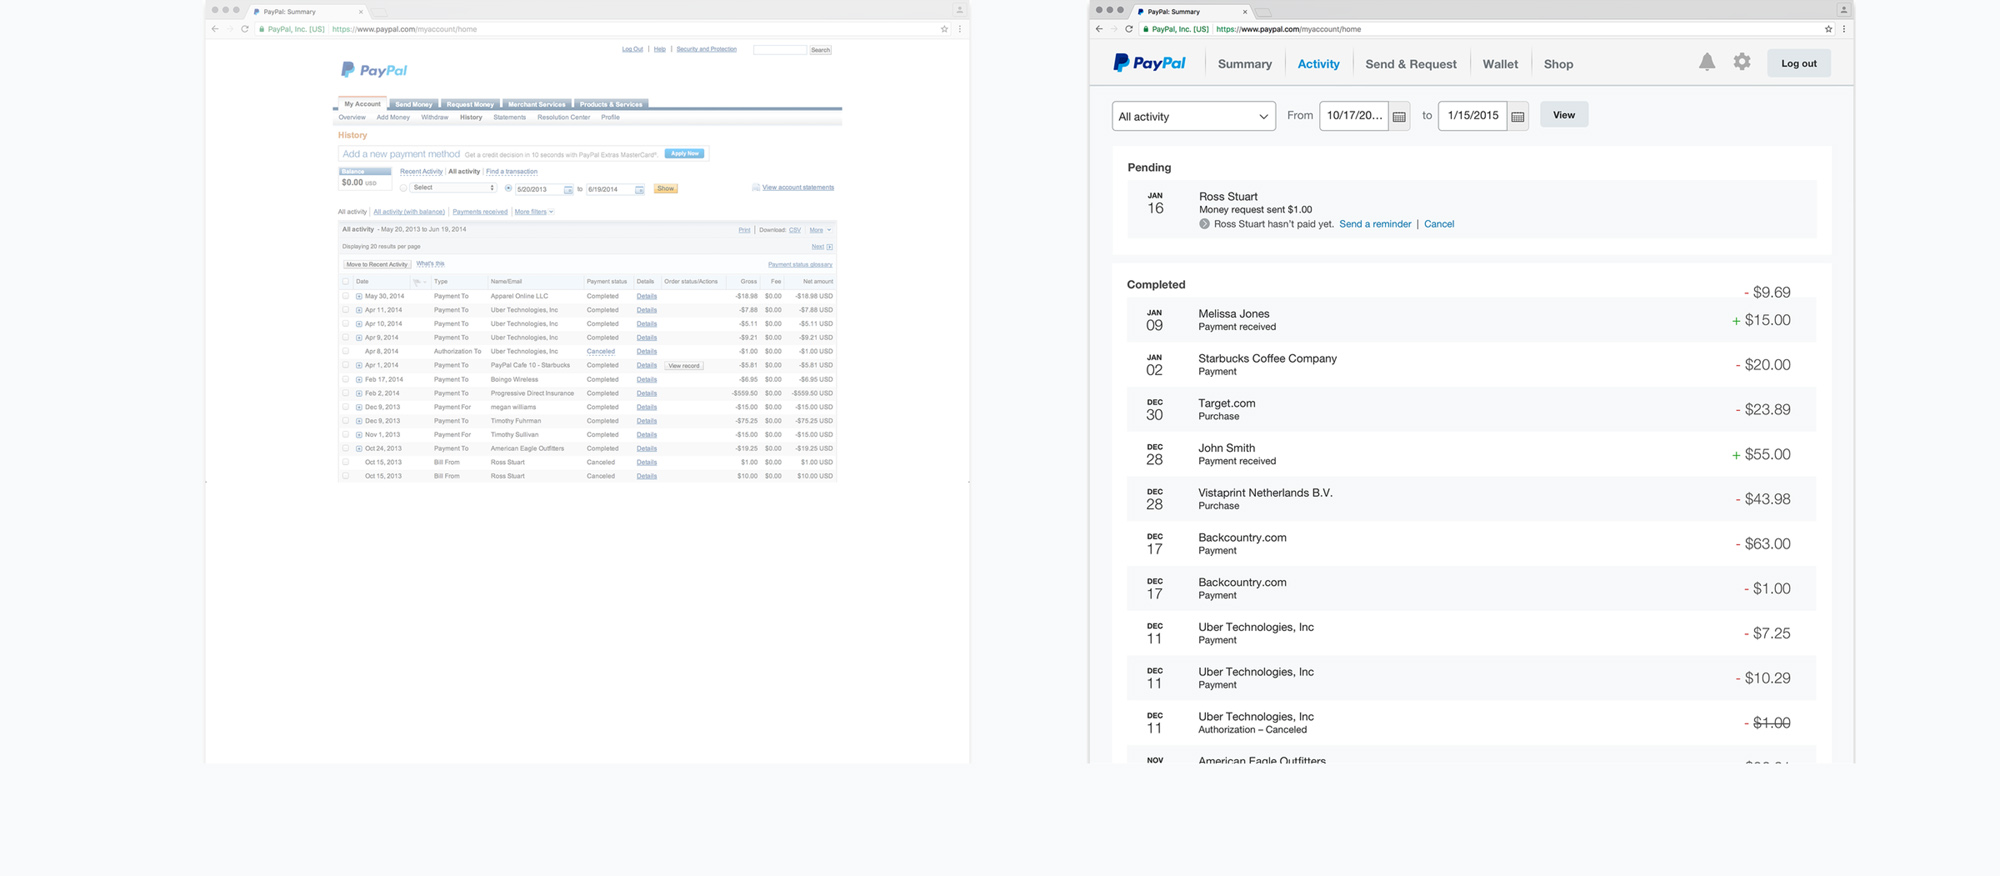 PayPal: Summary
PayPal, Inc. [US] https://www.paypal.com/myaccount/home
Log Out | Help | Security and Protection Search
PayPal
My Account Send Money Request Money Merchant Services Products & Services
Overview Add Money Withdraw History Statements Resolution Center Profile
History
Add a new payment method Get a credit decision in 10 seconds with PayPal Extras MasterCard®. Apply Now
Balance
$0.00 USD
Recent Activity | All activity | Find a transaction
Select 5/20/2013 to 6/19/2014 Show View account statements
All activity | All activity (with balance) | Payments received | More filters
All activity - May 20, 2013 to Jun 19, 2014 Print | Download: CSV | More
Displaying 20 results per page Next
Move to Recent Activity What's this Payment status glossary
Date Type Name/Email Payment status Details Order status/Actions Gross Fee Net amount
May 30, 2014 Payment To Apparel Online LLC Completed Details -$18.98 $0.00 -$18.98 USD
Apr 11, 2014 Payment To Uber Technologies, Inc Completed Details -$7.88 $0.00 -$7.88 USD
Apr 10, 2014 Payment To Uber Technologies, Inc Completed Details -$5.11 $0.00 -$5.11 USD
Apr 9, 2014 Payment To Uber Technologies, Inc Completed Details -$9.21 $0.00 -$9.21 USD
Apr 8, 2014 Authorization To Uber Technologies, Inc Canceled Details -$1.00 $0.00 -$1.00 USD
Apr 1, 2014 Payment To PayPal Cafe 10 - Starbucks Completed Details View record -$5.81 $0.00 -$5.81 USD
Feb 17, 2014 Payment To Boingo Wireless Completed Details -$6.95 $0.00 -$6.95 USD
Feb 2, 2014 Payment To Progressive Direct Insurance Completed Details -$559.50 $0.00 -$559.50 USD
Dec 9, 2013 Payment For megan williams Completed Details -$15.00 $0.00 -$15.00 USD
Dec 9, 2013 Payment To Timothy Fuhrman Completed Details -$75.25 $0.00 -$75.25 USD
Nov 1, 2013 Payment For Timothy Sullivan Completed Details -$15.00 $0.00 -$15.00 USD
Oct 24, 2013 Payment To American Eagle Outfitters Completed Details -$19.25 $0.00 -$19.25 USD
Oct 15, 2013 Bill From Ross Stuart Canceled Details $1.00 $0.00 $1.00 USD
Oct 15, 2013 Bill From Ross Stuart Canceled Details $10.00 $0.00 $10.00 USD
PayPal: Summary
PayPal, Inc. [US] https://www.paypal.com/myaccount/home
PayPal Summary Activity Send & Request Wallet Shop Log out
All activity From 10/17/20... to 1/15/2015 View
Pending
JAN 16 Ross Stuart
Money request sent $1.00
Ross Stuart hasn't paid yet. Send a reminder | Cancel
Completed
- $9.69
JAN 09 Melissa Jones + $15.00
Payment received
JAN 02 Starbucks Coffee Company - $20.00
Payment
DEC 30 Target.com - $23.89
Purchase
DEC 28 John Smith + $55.00
Payment received
DEC 28 Vistaprint Netherlands B.V. - $43.98
Purchase
DEC 17 Backcountry.com - $63.00
Payment
DEC 17 Backcountry.com - $1.00
Payment
DEC 11 Uber Technologies, Inc - $7.25
Payment
DEC 11 Uber Technologies, Inc - $10.29
Payment
DEC 11 Uber Technologies, Inc - $1.00
Authorization – Canceled
NOV American Eagle Outfitters